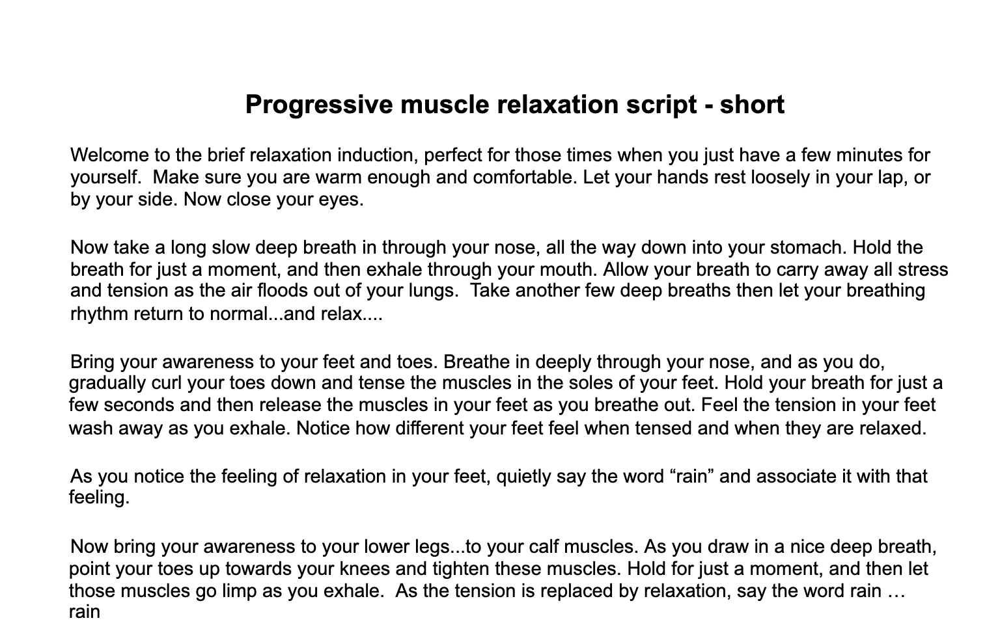 Progressive muscle relaxation script - short
Welcome to the brief relaxation induction, perfect for those times when you just have a few minutes for
yourself.  Make sure you are warm enough and comfortable. Let your hands rest loosely in your lap, or
by your side. Now close your eyes.
Now take a long slow deep breath in through your nose, all the way down into your stomach. Hold the
breath for just a moment, and then exhale through your mouth. Allow your breath to carry away all stress
and tension as the air floods out of your lungs.  Take another few deep breaths then let your breathing
rhythm return to normal...and relax....
Bring your awareness to your feet and toes. Breathe in deeply through your nose, and as you do,
gradually curl your toes down and tense the muscles in the soles of your feet. Hold your breath for just a
few seconds and then release the muscles in your feet as you breathe out. Feel the tension in your feet
wash away as you exhale. Notice how different your feet feel when tensed and when they are relaxed.
As you notice the feeling of relaxation in your feet, quietly say the word “rain” and associate it with that
feeling.
Now bring your awareness to your lower legs...to your calf muscles. As you draw in a nice deep breath,
point your toes up towards your knees and tighten these muscles. Hold for just a moment, and then let
those muscles go limp as you exhale.  As the tension is replaced by relaxation, say the word rain …
rain